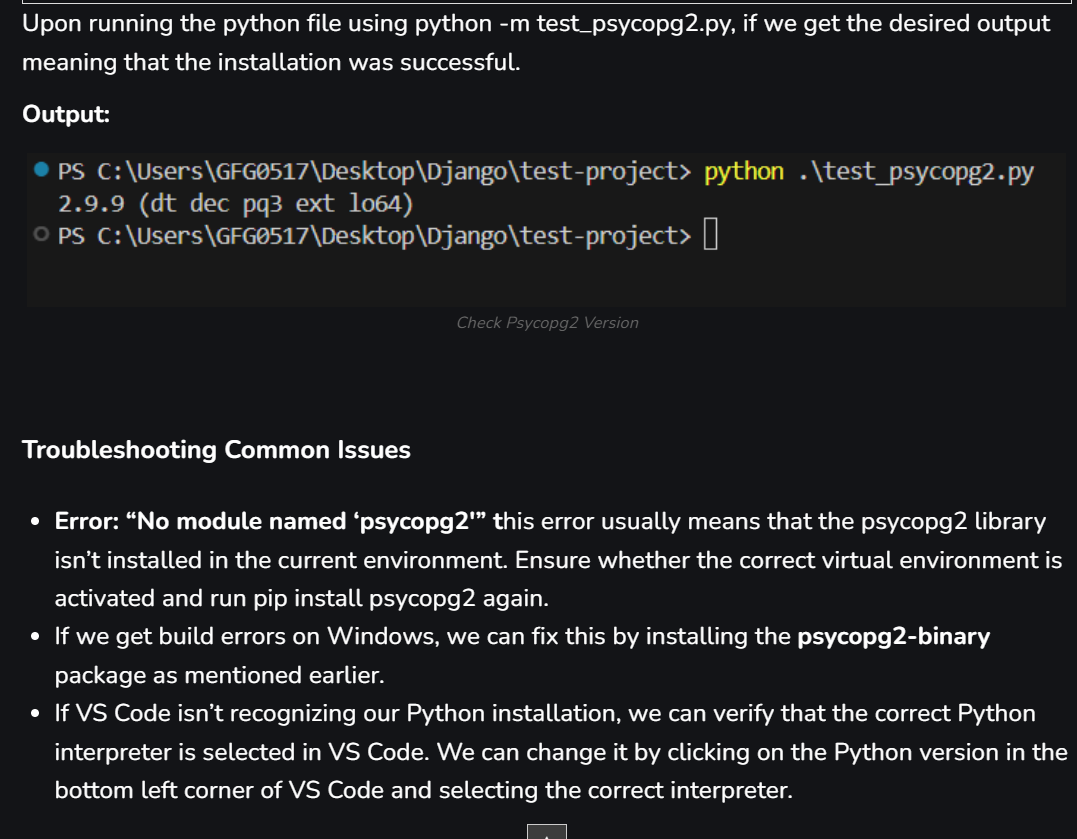 Upon running the python file using python -m test_psycopg2.py, if we get the desired output
meaning that the installation was successful.
Output:
PS C:\Users\GFG0517\Desktop\Django\test-project> python .\test_psycopg2.py
2.9.9 (dt dec pq3 ext lo64)
PS C:\Users\GFG0517\Desktop\Django\test-project>
Check Psycopg2 Version
Troubleshooting Common Issues
• Error: “No module named ‘psycopg2'” this error usually means that the psycopg2 library
isn’t installed in the current environment. Ensure whether the correct virtual environment is
activated and run pip install psycopg2 again.
• If we get build errors on Windows, we can fix this by installing the psycopg2-binary
package as mentioned earlier.
• If VS Code isn’t recognizing our Python installation, we can verify that the correct Python
interpreter is selected in VS Code. We can change it by clicking on the Python version in the
bottom left corner of VS Code and selecting the correct interpreter.